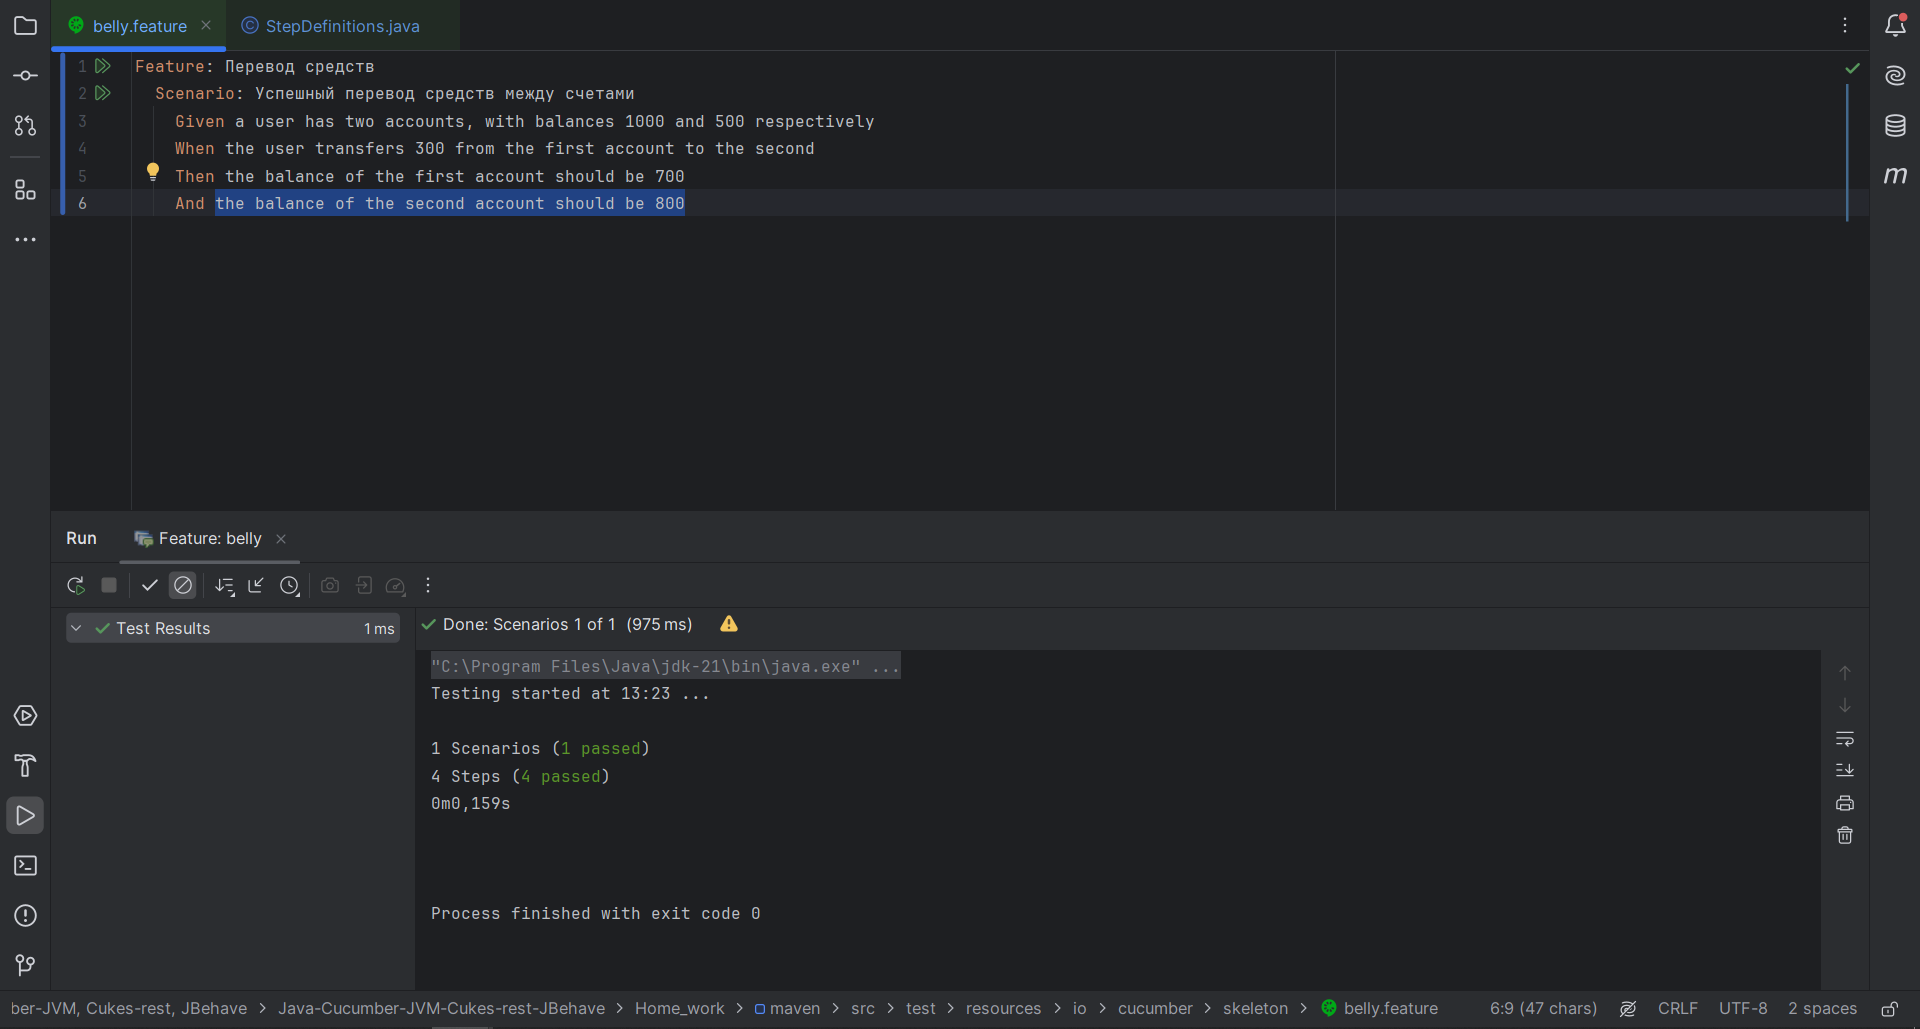 belly.feature
StepDefinitions.java
1 Feature: Перевод средств
2 Scenario: Успешный перевод средств между счетами
3 Given a user has two accounts, with balances 1000 and 500 respectively
4 When the user transfers 300 from the first account to the second
5 Then the balance of the first account should be 700
6 And the balance of the second account should be 800
m
Run
Feature: belly
Test Results 1 ms
Done: Scenarios 1 of 1 (975 ms)
"C:\Program Files\Java\jdk-21\bin\java.exe" ...
Testing started at 13:23 ...
1 Scenarios (1 passed)
4 Steps (4 passed)
0m0,159s
Process finished with exit code 0
ber-JVM, Cukes-rest, JBehave > Java-Cucumber-JVM-Cukes-rest-JBehave > Home_work > maven > src > test > resources > io > cucumber > skeleton > belly.feature 6:9 (47 chars) CRLF UTF-8 2 spaces